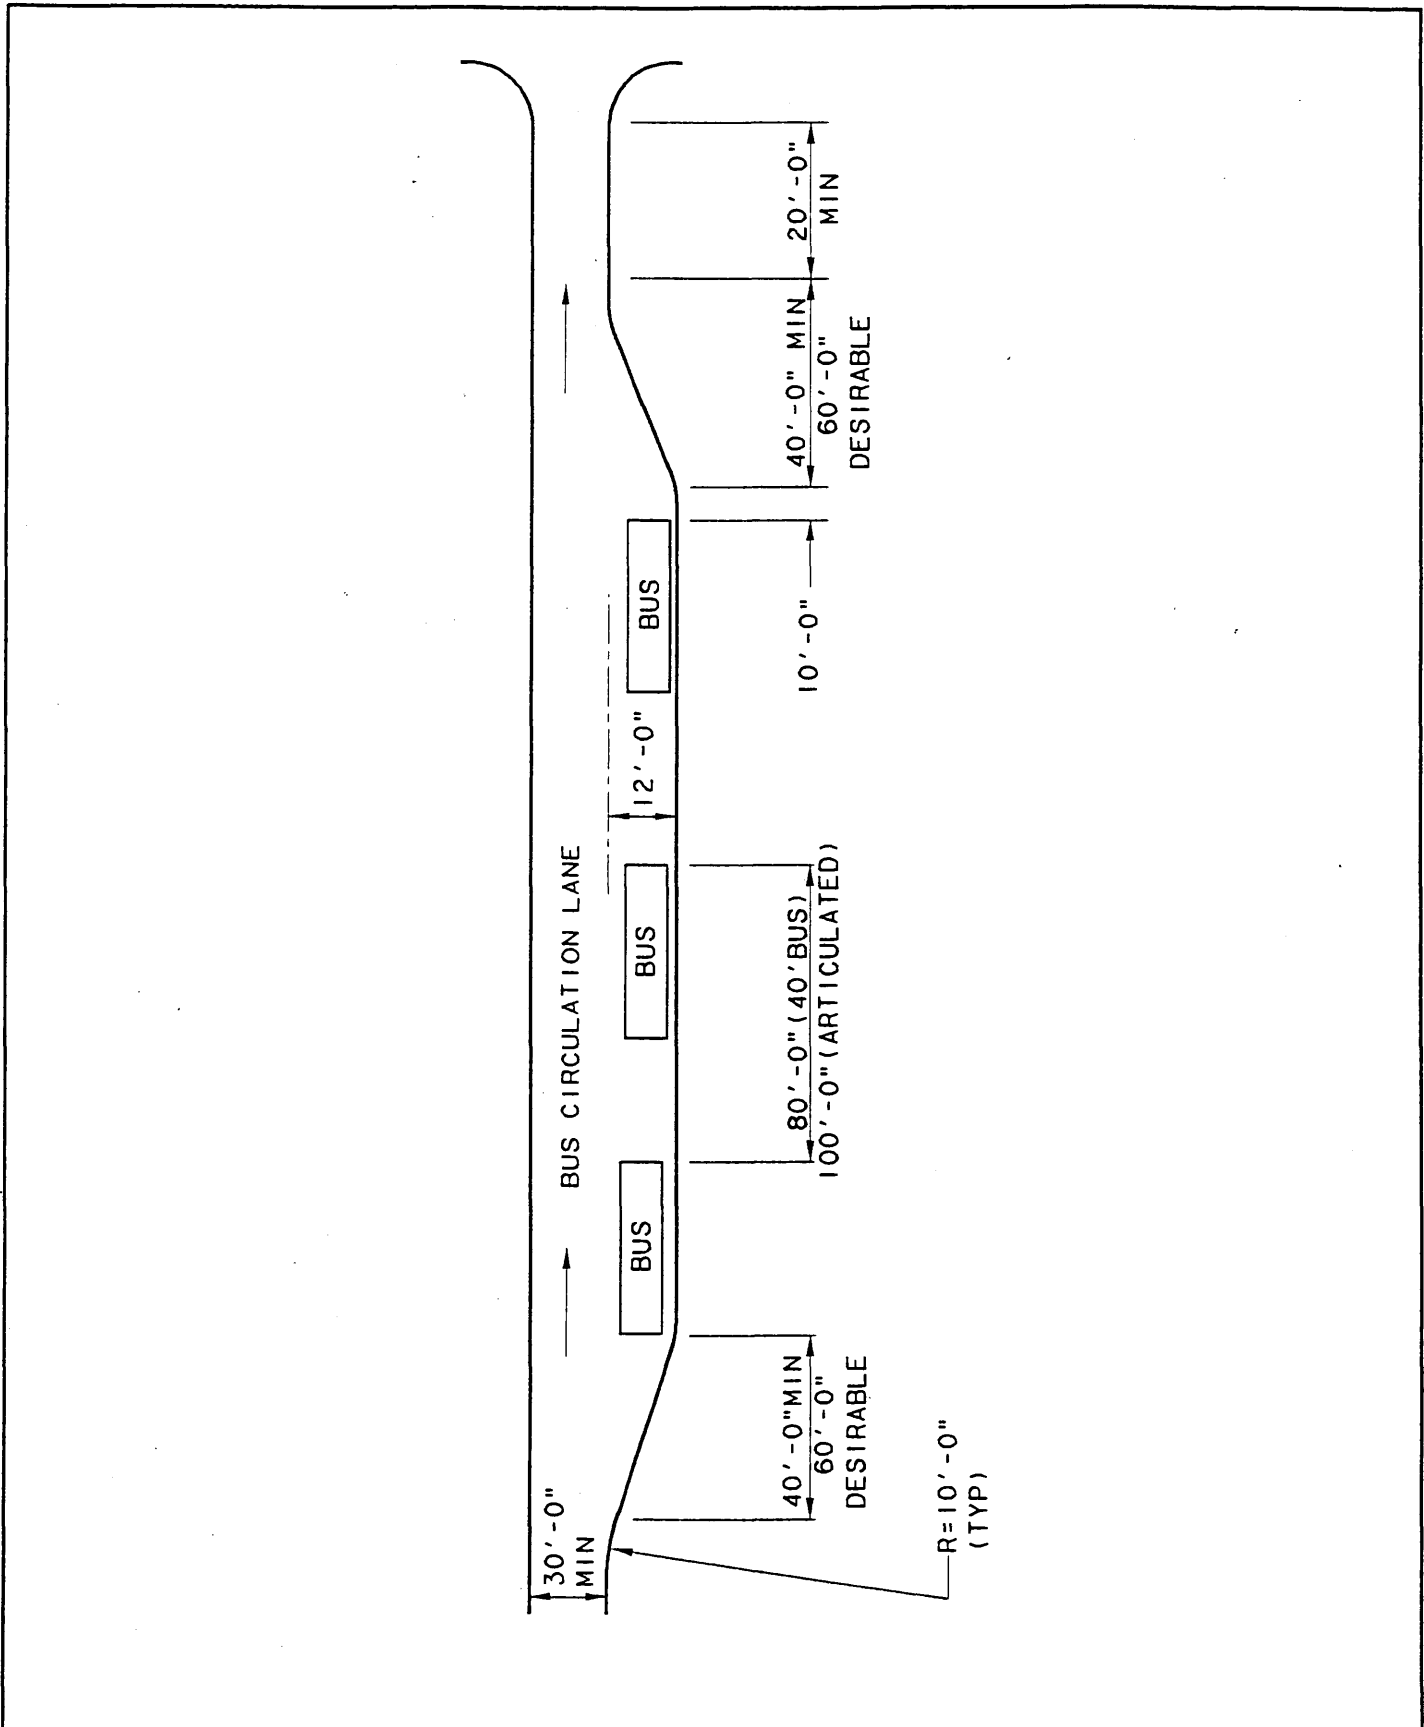 30'-0"
MIN
BUS CIRCULATION LANE
BUS
BUS
12'-0"
BUS
40'-0"MIN
60'-0"
DESIRABLE
80'-0"(40'BUS)
100'-0"(ARTICULATED)
10'-0"
40'-0" MIN
60'-0"
DESIRABLE
20'-0"
MIN
R=10'-0"
(TYP)